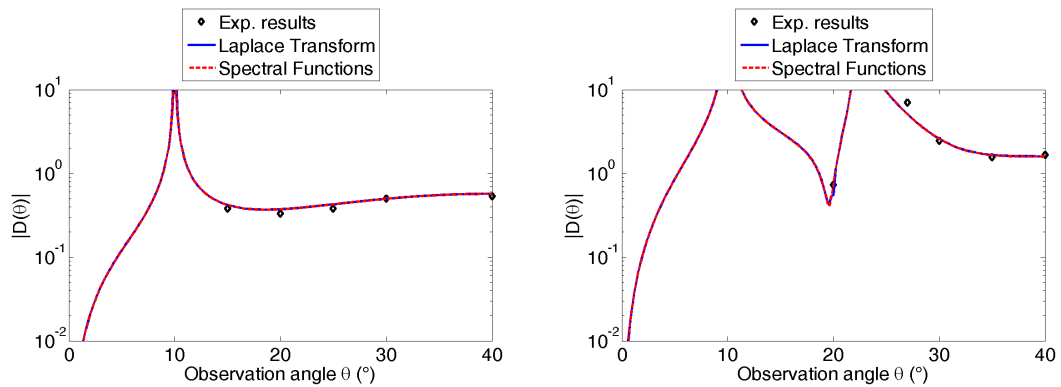 Exp. results
Laplace Transform
Spectral Functions
|D(θ)|
10^1
10^0
10^-1
10^-2
0 10 20 30 40
Observation angle θ (°)
Exp. results
Laplace Transform
Spectral Functions
|D(θ)|
10^1
10^0
10^-1
10^-2
0 10 20 30 40
Observation angle θ (°)